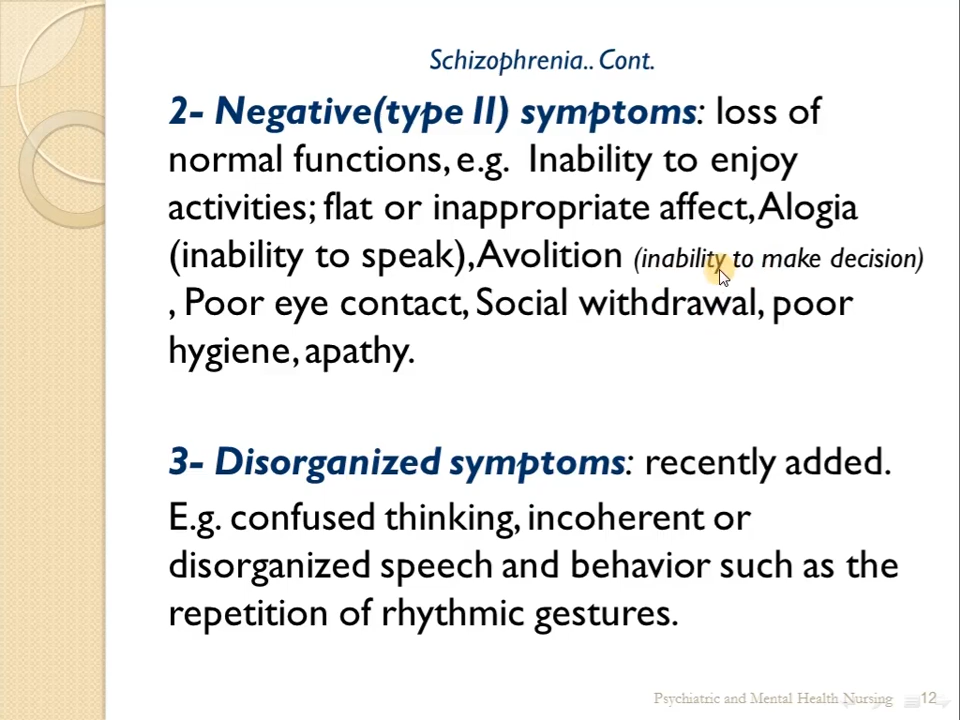 Schizophrenia.. Cont.
2- Negative(type II) symptoms: loss of
normal functions, e.g. Inability to enjoy
activities; flat or inappropriate affect, Alogia
(inability to speak), Avolition (inability to make decision)
, Poor eye contact, Social withdrawal, poor
hygiene, apathy.
3- Disorganized symptoms: recently added.
E.g. confused thinking, incoherent or
disorganized speech and behavior such as the
repetition of rhythmic gestures.
Psychiatric and Mental Health Nursing 12